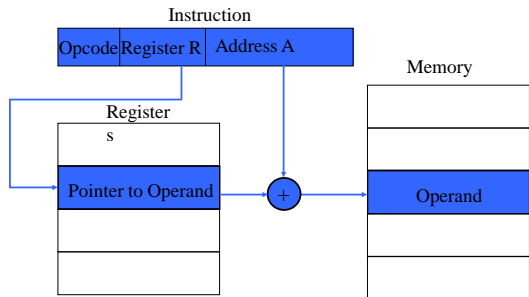 Instruction
Opcode Register R Address A
Memory
Register
s
Pointer to Operand + Operand